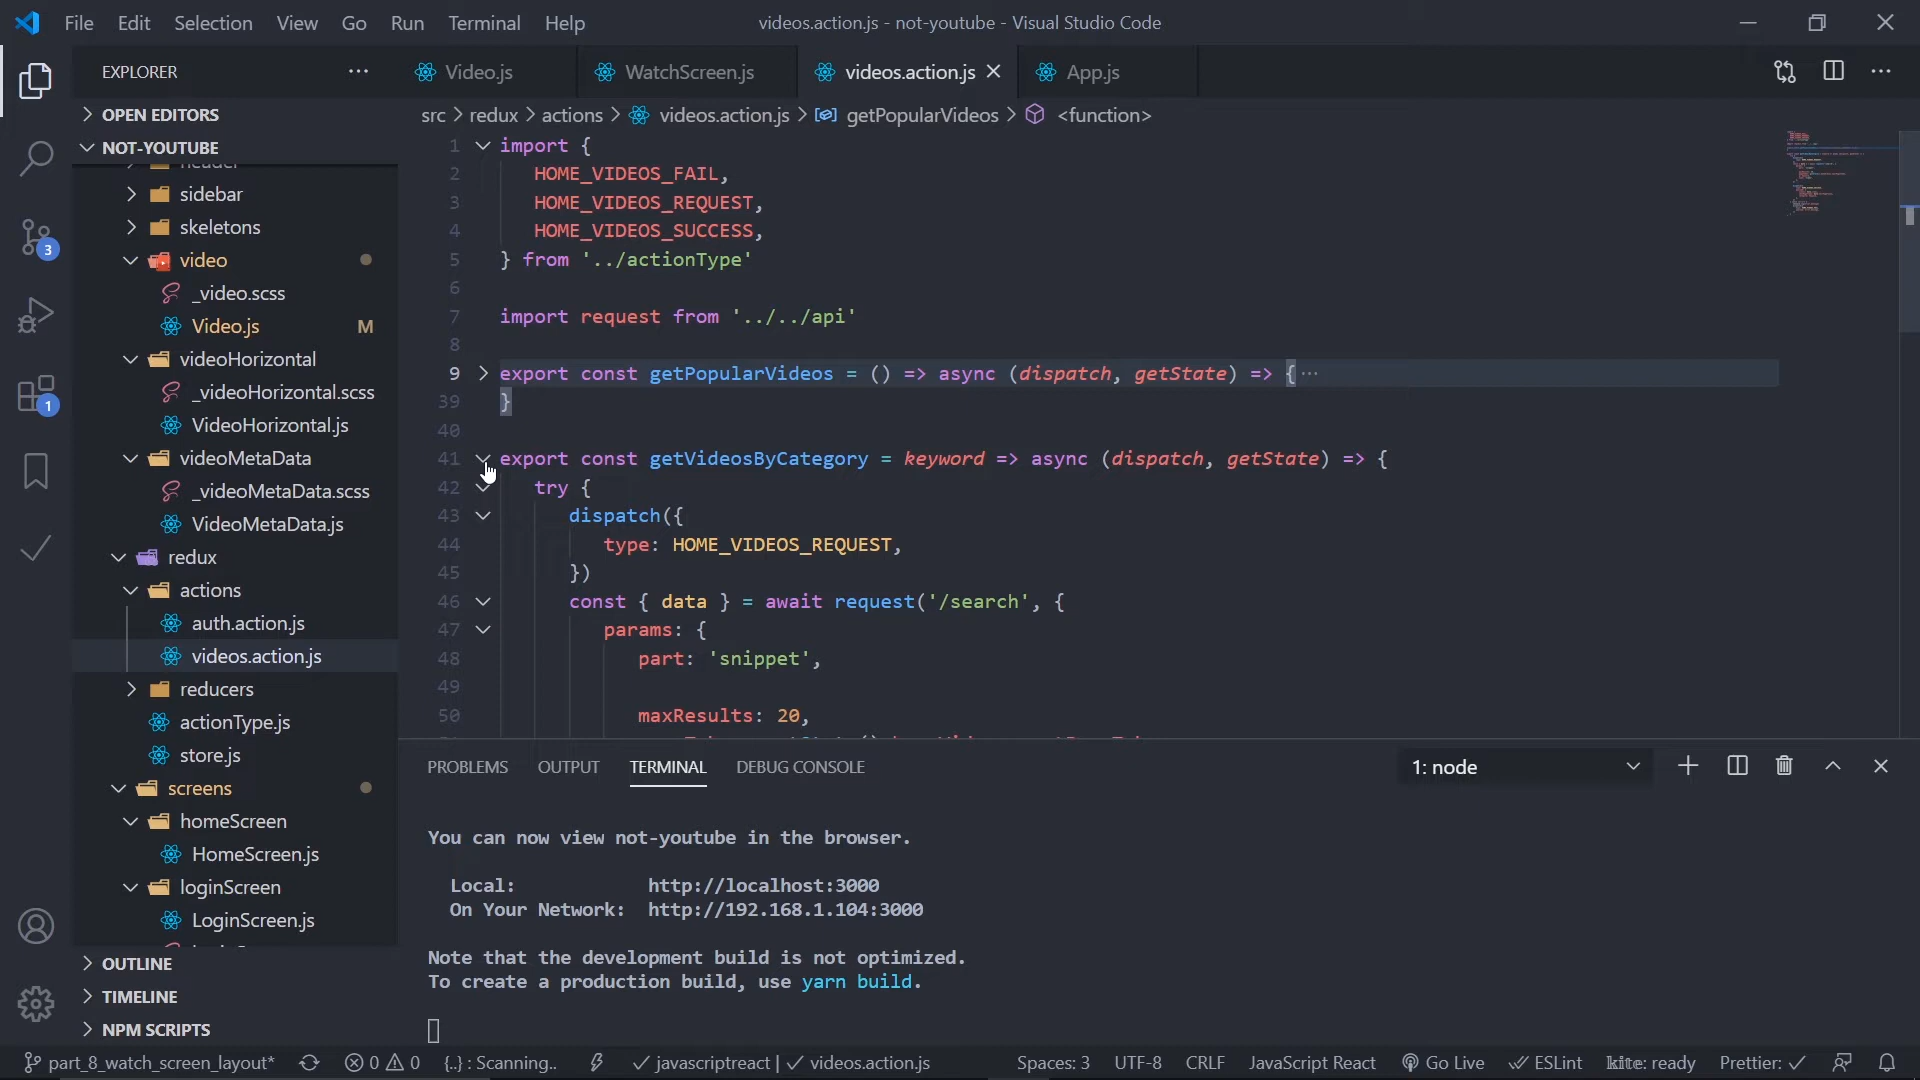 File Edit Selection View Go Run Terminal Help
videos.action.js - not-youtube - Visual Studio Code
EXPLORER
Video.js
WatchScreen.js
videos.action.js
App.js
OPEN EDITORS
src > redux > actions > videos.action.js > getPopularVideos > <function>
NOT-YOUTUBE
sidebar
skeletons
video
_video.scss
Video.js M
videoHorizontal
_videoHorizontal.scss
VideoHorizontal.js
videoMetaData
_videoMetaData.scss
VideoMetaData.js
redux
actions
auth.action.js
videos.action.js
reducers
actionType.js
store.js
screens
homeScreen
HomeScreen.js
loginScreen
LoginScreen.js
OUTLINE
TIMELINE
NPM SCRIPTS
3
1
1 import {
2 HOME_VIDEOS_FAIL,
3 HOME_VIDEOS_REQUEST,
4 HOME_VIDEOS_SUCCESS,
5 } from '../actionType'
6
7 import request from '../../api'
8
9 export const getPopularVideos = () => async (dispatch, getState) => { ···
39 }
40
41 export const getVideosByCategory = keyword => async (dispatch, getState) => {
42 try {
43 dispatch({
44 type: HOME_VIDEOS_REQUEST,
45 })
46 const { data } = await request('/search', {
47 params: {
48 part: 'snippet',
49
50 maxResults: 20,
PROBLEMS OUTPUT TERMINAL DEBUG CONSOLE
1: node
You can now view not-youtube in the browser.
Local: http://localhost:3000
On Your Network: http://192.168.1.104:3000
Note that the development build is not optimized.
To create a production build, use yarn build.
part_8_watch_screen_layout* 0 0 {..} : Scanning.. javascriptreact | videos.action.js Spaces: 3 UTF-8 CRLF JavaScript React Go Live ESLint kite: ready Prettier: